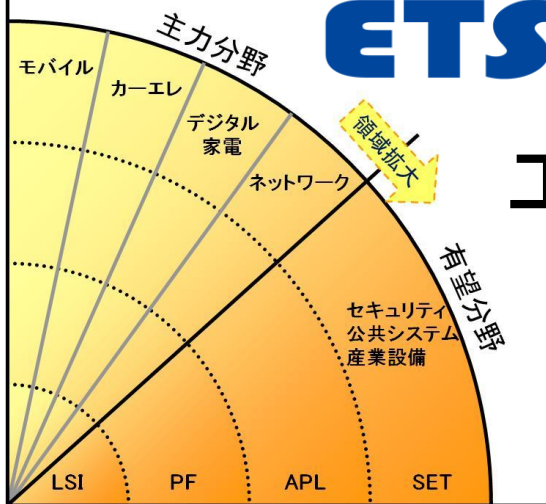 ETS
主力分野
モバイル
カーエレ
デジタル
家電
ネットワーク
領域拡大
有望分野
セキュリティ
公共システム
産業設備
LSI
PF
APL
SET